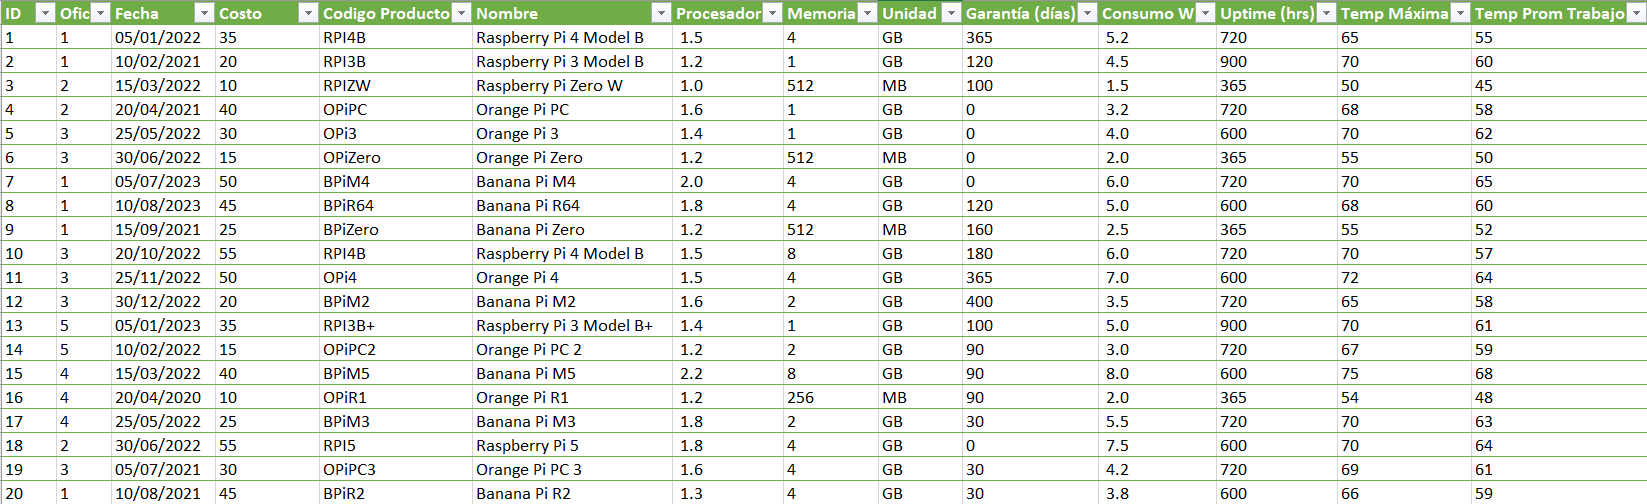 ID Ofic Fecha Costo Codigo Producto Nombre Procesador Memoria Unidad Garantía (días) Consumo W Uptime (hrs) Temp Máxima Temp Prom Trabajo
1 1 05/01/2022 35 RPI4B Raspberry Pi 4 Model B 1.5 4 GB 365 5.2 720 65 55
2 1 10/02/2021 20 RPI3B Raspberry Pi 3 Model B 1.2 1 GB 120 4.5 900 70 60
3 2 15/03/2022 10 RPIZW Raspberry Pi Zero W 1.0 512 MB 100 1.5 365 50 45
4 2 20/04/2021 40 OPiPC Orange Pi PC 1.6 1 GB 0 3.2 720 68 58
5 3 25/05/2022 30 OPi3 Orange Pi 3 1.4 1 GB 0 4.0 600 70 62
6 3 30/06/2022 15 OPiZero Orange Pi Zero 1.2 512 MB 0 2.0 365 55 50
7 1 05/07/2023 50 BPiM4 Banana Pi M4 2.0 4 GB 0 6.0 720 70 65
8 1 10/08/2023 45 BPiR64 Banana Pi R64 1.8 4 GB 120 5.0 600 68 60
9 1 15/09/2021 25 BPiZero Banana Pi Zero 1.2 512 MB 160 2.5 365 55 52
10 3 20/10/2022 55 RPI4B Raspberry Pi 4 Model B 1.5 8 GB 180 6.0 720 70 57
11 3 25/11/2022 50 OPi4 Orange Pi 4 1.5 4 GB 365 7.0 600 72 64
12 3 30/12/2022 20 BPiM2 Banana Pi M2 1.6 2 GB 400 3.5 720 65 58
13 5 05/01/2023 35 RPI3B+ Raspberry Pi 3 Model B+ 1.4 1 GB 100 5.0 900 70 61
14 5 10/02/2022 15 OPiPC2 Orange Pi PC 2 1.2 2 GB 90 3.0 720 67 59
15 4 15/03/2022 40 BPiM5 Banana Pi M5 2.2 8 GB 90 8.0 600 75 68
16 4 20/04/2020 10 OPiR1 Orange Pi R1 1.2 256 MB 90 2.0 365 54 48
17 4 25/05/2022 25 BPiM3 Banana Pi M3 1.8 2 GB 30 5.5 720 70 63
18 2 30/06/2022 55 RPI5 Raspberry Pi 5 1.8 4 GB 0 7.5 600 70 64
19 3 05/07/2021 30 OPiPC3 Orange Pi PC 3 1.6 4 GB 30 4.2 720 69 61
20 1 10/08/2021 45 BPiR2 Banana Pi R2 1.3 4 GB 30 3.8 600 66 59